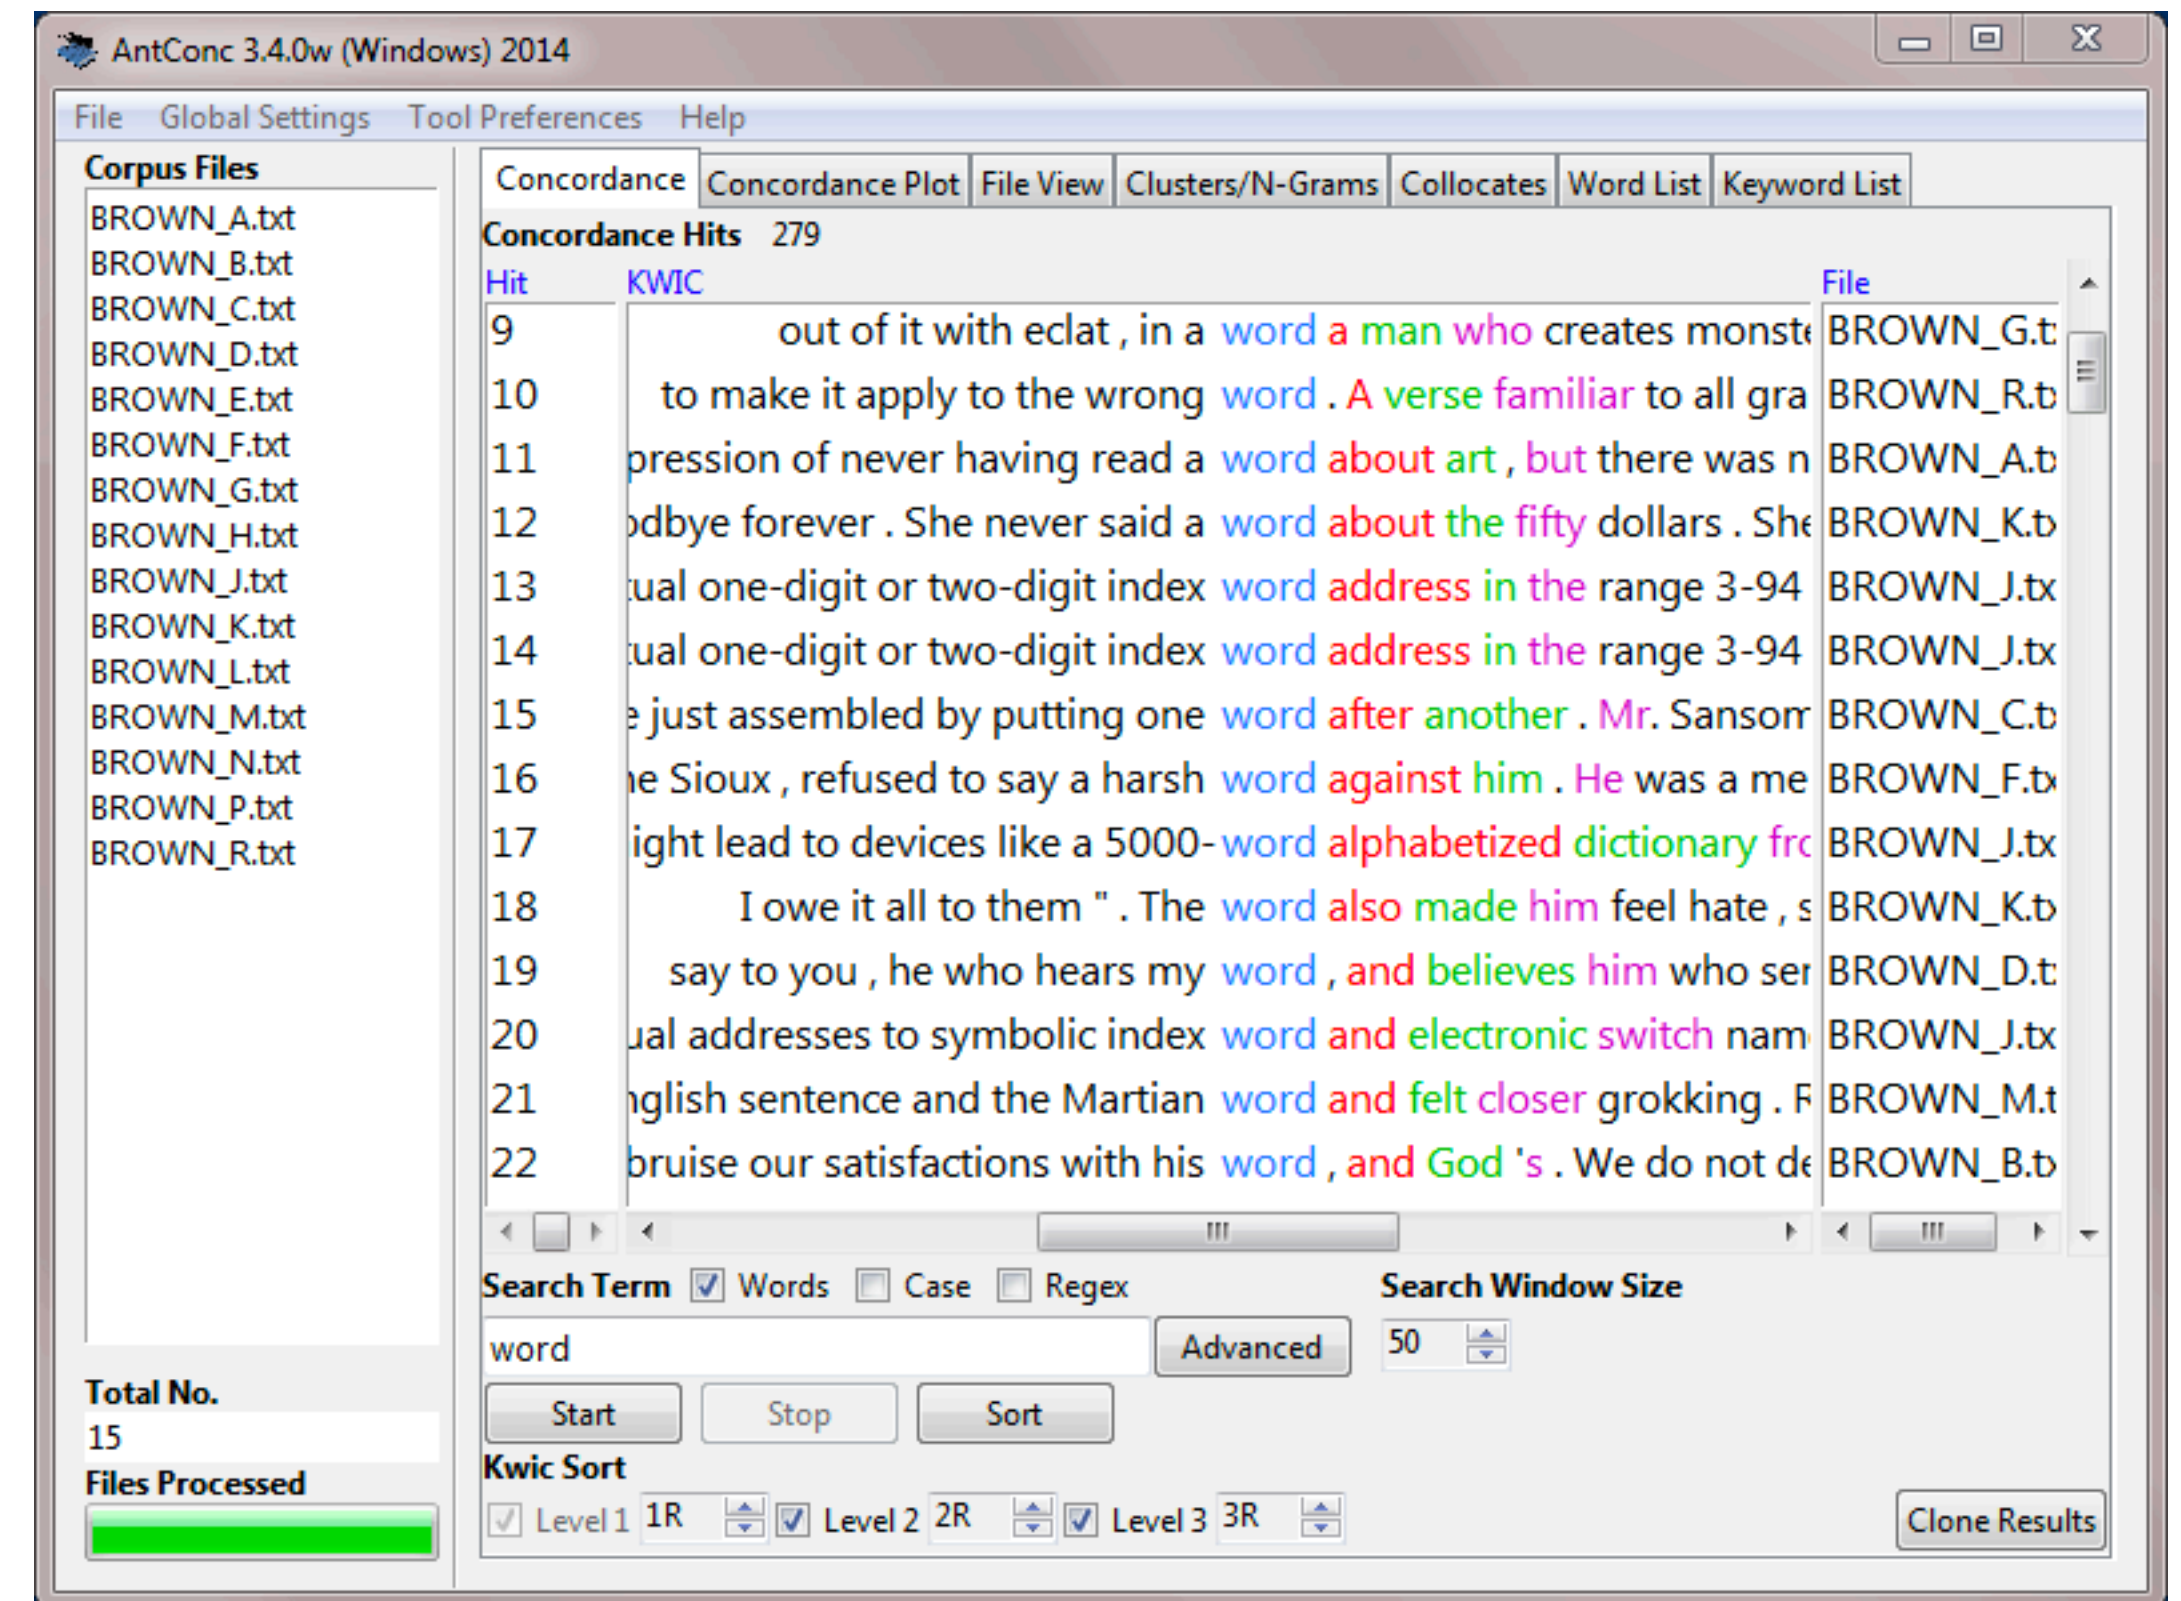 AntConc 3.4.0w (Windows) 2014
File Global Settings Tool Preferences Help
Corpus Files
BROWN_A.txt
BROWN_B.txt
BROWN_C.txt
BROWN_D.txt
BROWN_E.txt
BROWN_F.txt
BROWN_G.txt
BROWN_H.txt
BROWN_J.txt
BROWN_K.txt
BROWN_L.txt
BROWN_M.txt
BROWN_N.txt
BROWN_P.txt
BROWN_R.txt
Total No.
15
Files Processed
Concordance Concordance Plot File View Clusters/N-Grams Collocates Word List Keyword List
Concordance Hits 279
Hit KWIC File
9 out of it with eclat , in a word a man who creates monste BROWN_G.t
10 to make it apply to the wrong word . A verse familiar to all gra BROWN_R.t
11 pression of never having read a word about art , but there was n BROWN_A.t
12 odbye forever . She never said a word about the fifty dollars . She BROWN_K.tx
13 tual one-digit or two-digit index word address in the range 3-94 BROWN_J.tx
14 tual one-digit or two-digit index word address in the range 3-94 BROWN_J.tx
15 e just assembled by putting one word after another . Mr. Sansom BROWN_C.t
16 he Sioux , refused to say a harsh word against him . He was a me BROWN_F.tx
17 ight lead to devices like a 5000- word alphabetized dictionary fro BROWN_J.tx
18 I owe it all to them " . The word also made him feel hate , s BROWN_K.tx
19 say to you , he who hears my word , and believes him who ser BROWN_D.t
20 ual addresses to symbolic index word and electronic switch nam BROWN_J.tx
21 nglish sentence and the Martian word and felt closer grokking . R BROWN_M.t
22 bruise our satisfactions with his word , and God 's . We do not de BROWN_B.tx
Search Term Words Case Regex Search Window Size
word Advanced 50
Start Stop Sort
Kwic Sort
Level 1 1R Level 2 2R Level 3 3R Clone Results